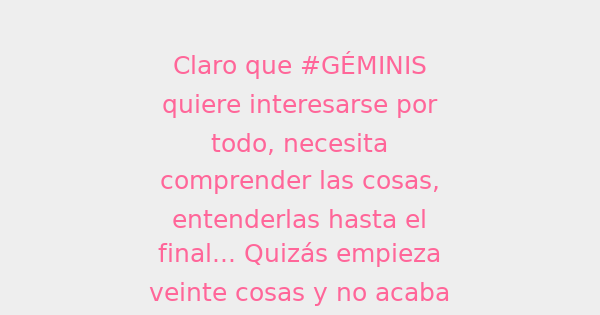 Claro que #GÉMINIS
quiere interesarse por
todo, necesita
comprender las cosas,
entenderlas hasta el
final... Quizás empieza
veinte cosas y no acaba